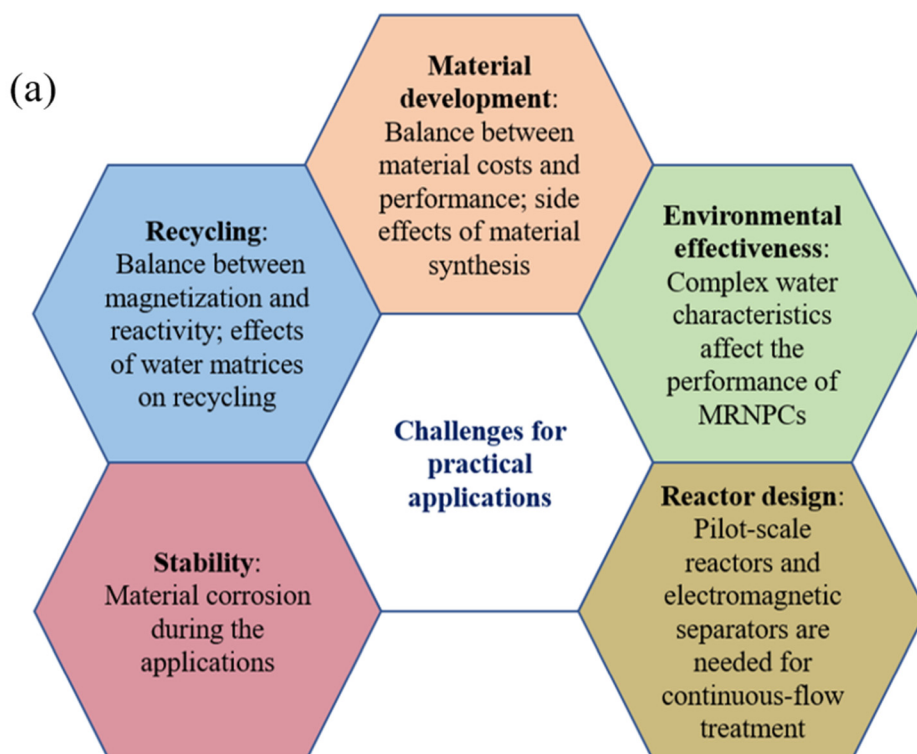 (a)
Material
development:
Balance between
material costs and
performance; side
effects of material
synthesis
Recycling:
Balance between
magnetization and
reactivity; effects
of water matrices
on recycling
Environmental
effectiveness:
Complex water
characteristics
affect the
performance of
MRNPCs
Challenges for
practical
applications
Stability:
Material corrosion
during the
applications
Reactor design:
Pilot-scale
reactors and
electromagnetic
separators are
needed for
continuous-flow
treatment